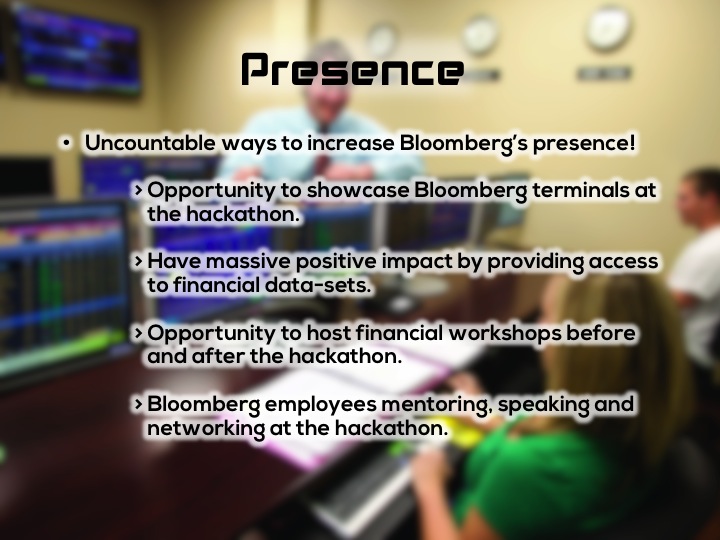 Presence
• Uncountable ways to increase Bloomberg's presence!
› Opportunity to showcase Bloomberg terminals at
the hackathon.
› Have massive positive impact by providing access
to financial data-sets.
› Opportunity to host financial workshops before
and after the hackathon.
› Bloomberg employees mentoring, speaking and
networking at the hackathon.